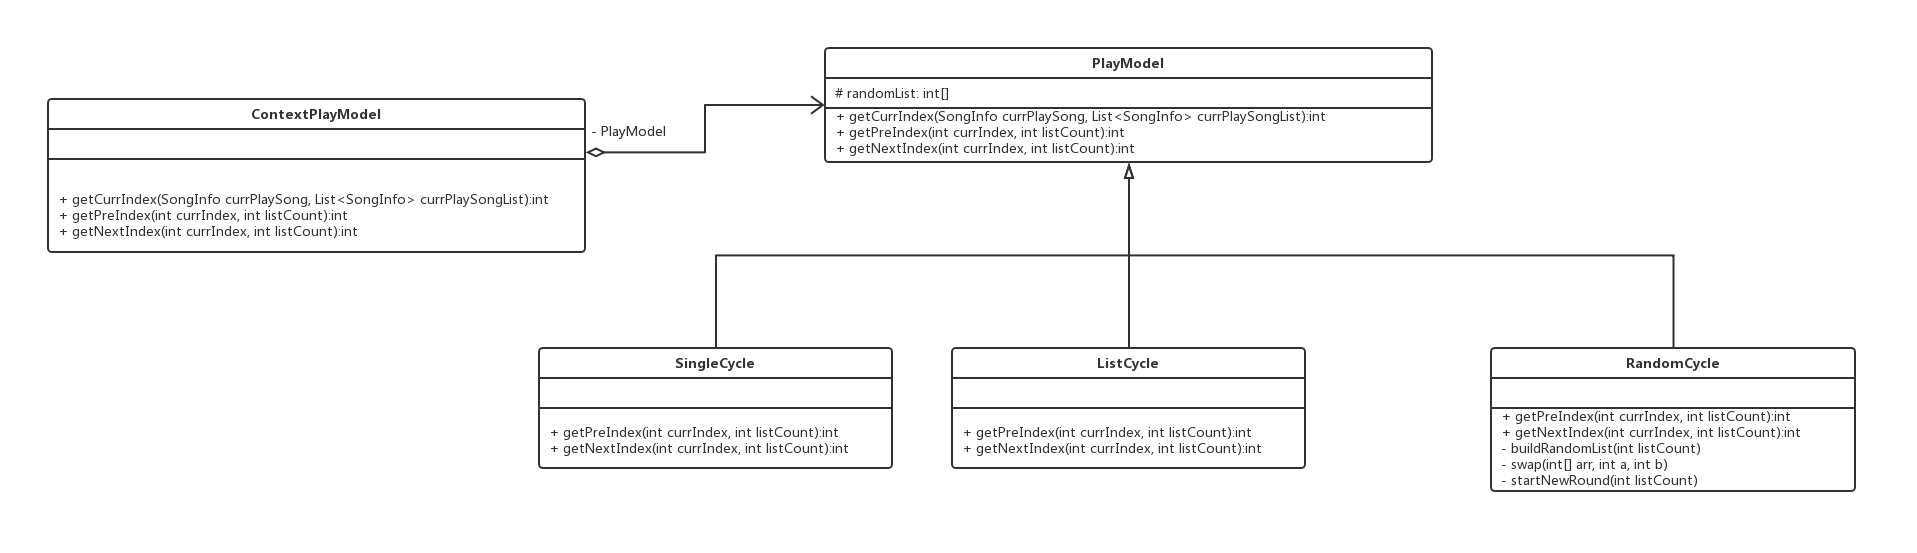 PlayModel
# randomList: int[]
+ getCurrIndex(SongInfo currPlaySong, List<SongInfo> currPlaySongList):int
+ getPreIndex(int currIndex, int listCount):int
+ getNextIndex(int currIndex, int listCount):int
ContextPlayModel
+ getCurrIndex(SongInfo currPlaySong, List<SongInfo> currPlaySongList):int
+ getPreIndex(int currIndex, int listCount):int
+ getNextIndex(int currIndex, int listCount):int
- PlayModel
SingleCycle
+ getPreIndex(int currIndex, int listCount):int
+ getNextIndex(int currIndex, int listCount):int
ListCycle
+ getPreIndex(int currIndex, int listCount):int
+ getNextIndex(int currIndex, int listCount):int
RandomCycle
+ getPreIndex(int currIndex, int listCount):int
+ getNextIndex(int currIndex, int listCount):int
- buildRandomList(int listCount)
- swap(int[] arr, int a, int b)
- startNewRound(int listCount)